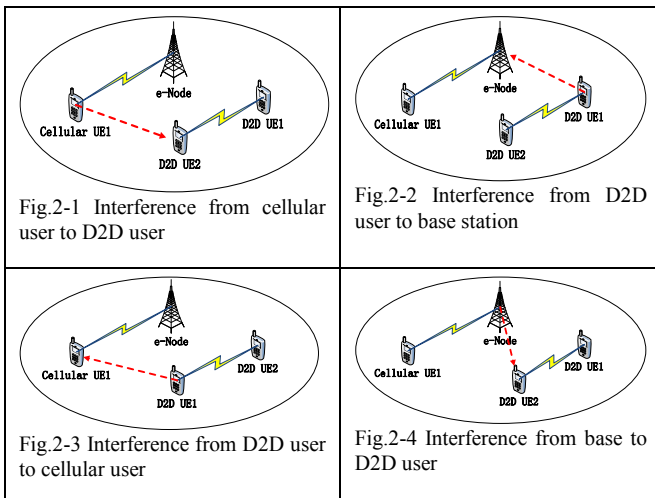 e-Node
Cellular UE1
D2D UE1
D2D UE2
Fig.2-1 Interference from cellular
user to D2D user
e-Node
Cellular UE1
D2D UE1
D2D UE2
Fig.2-2 Interference from D2D
user to base station
e-Node
Cellular UE1
D2D UE2
D2D UE1
Fig.2-3 Interference from D2D user
to cellular user
e-Node
Cellular UE1
D2D UE1
D2D UE2
Fig.2-4 Interference from base to
D2D user